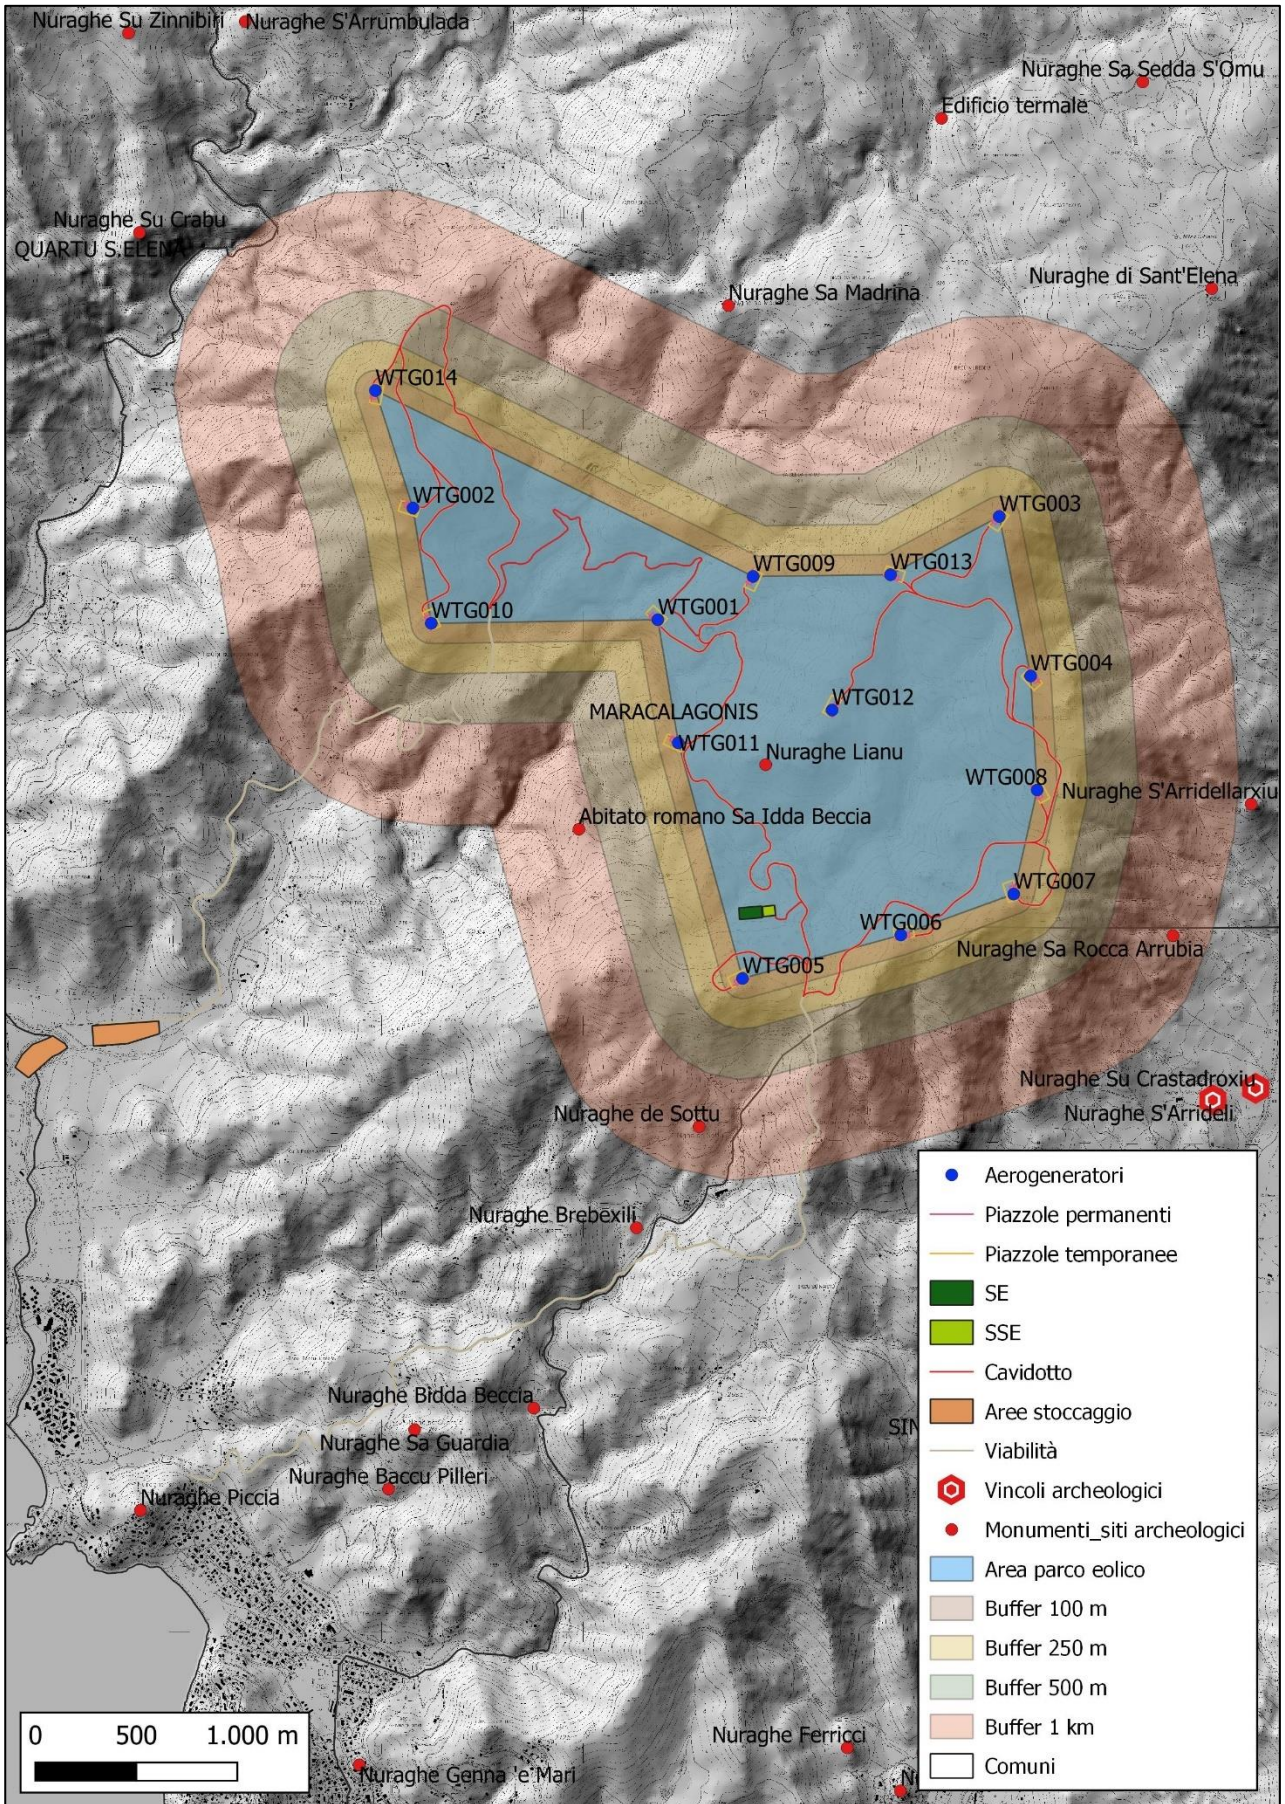 Nuraghe Su Zinnibiri
Nuraghe S'Arrumbulada
Nuraghe Sa Sedda S'Omu
Edificio termale
Nuraghe Su Crabu
QUARTU S.ELENA
Nuraghe di Sant'Elena
Nuraghe Sa Madrina
WTG014
WTG002
WTG003
WTG009
WTG013
WTG010
WTG001
WTG004
WTG012
MARACALAGONIS
WTG011
Nuraghe Lianu
WTG008
Nuraghe S'Arridellarxiu
Abitato romano Sa Idda Beccia
WTG007
WTG006
Nuraghe Sa Rocca Arrubia
WTG005
Nuraghe Su Crastadroxiu
Nuraghe S'Arrideli
Nuraghe de Sottu
Nuraghe Brebexili
Nuraghe Bidda Beccia
Nuraghe Sa Guardia
SIN
Nuraghe Baccu Pilleri
Nuraghe Piccia
Nuraghe Ferricci
Nuraghe Genna 'e Mari
0 500 1.000 m
Aerogeneratori
Piazzole permanenti
Piazzole temporanee
SE
SSE
Cavidotto
Aree stoccaggio
Viabilità
Vincoli archeologici
Monumenti_siti archeologici
Area parco eolico
Buffer 100 m
Buffer 250 m
Buffer 500 m
Buffer 1 km
Comuni